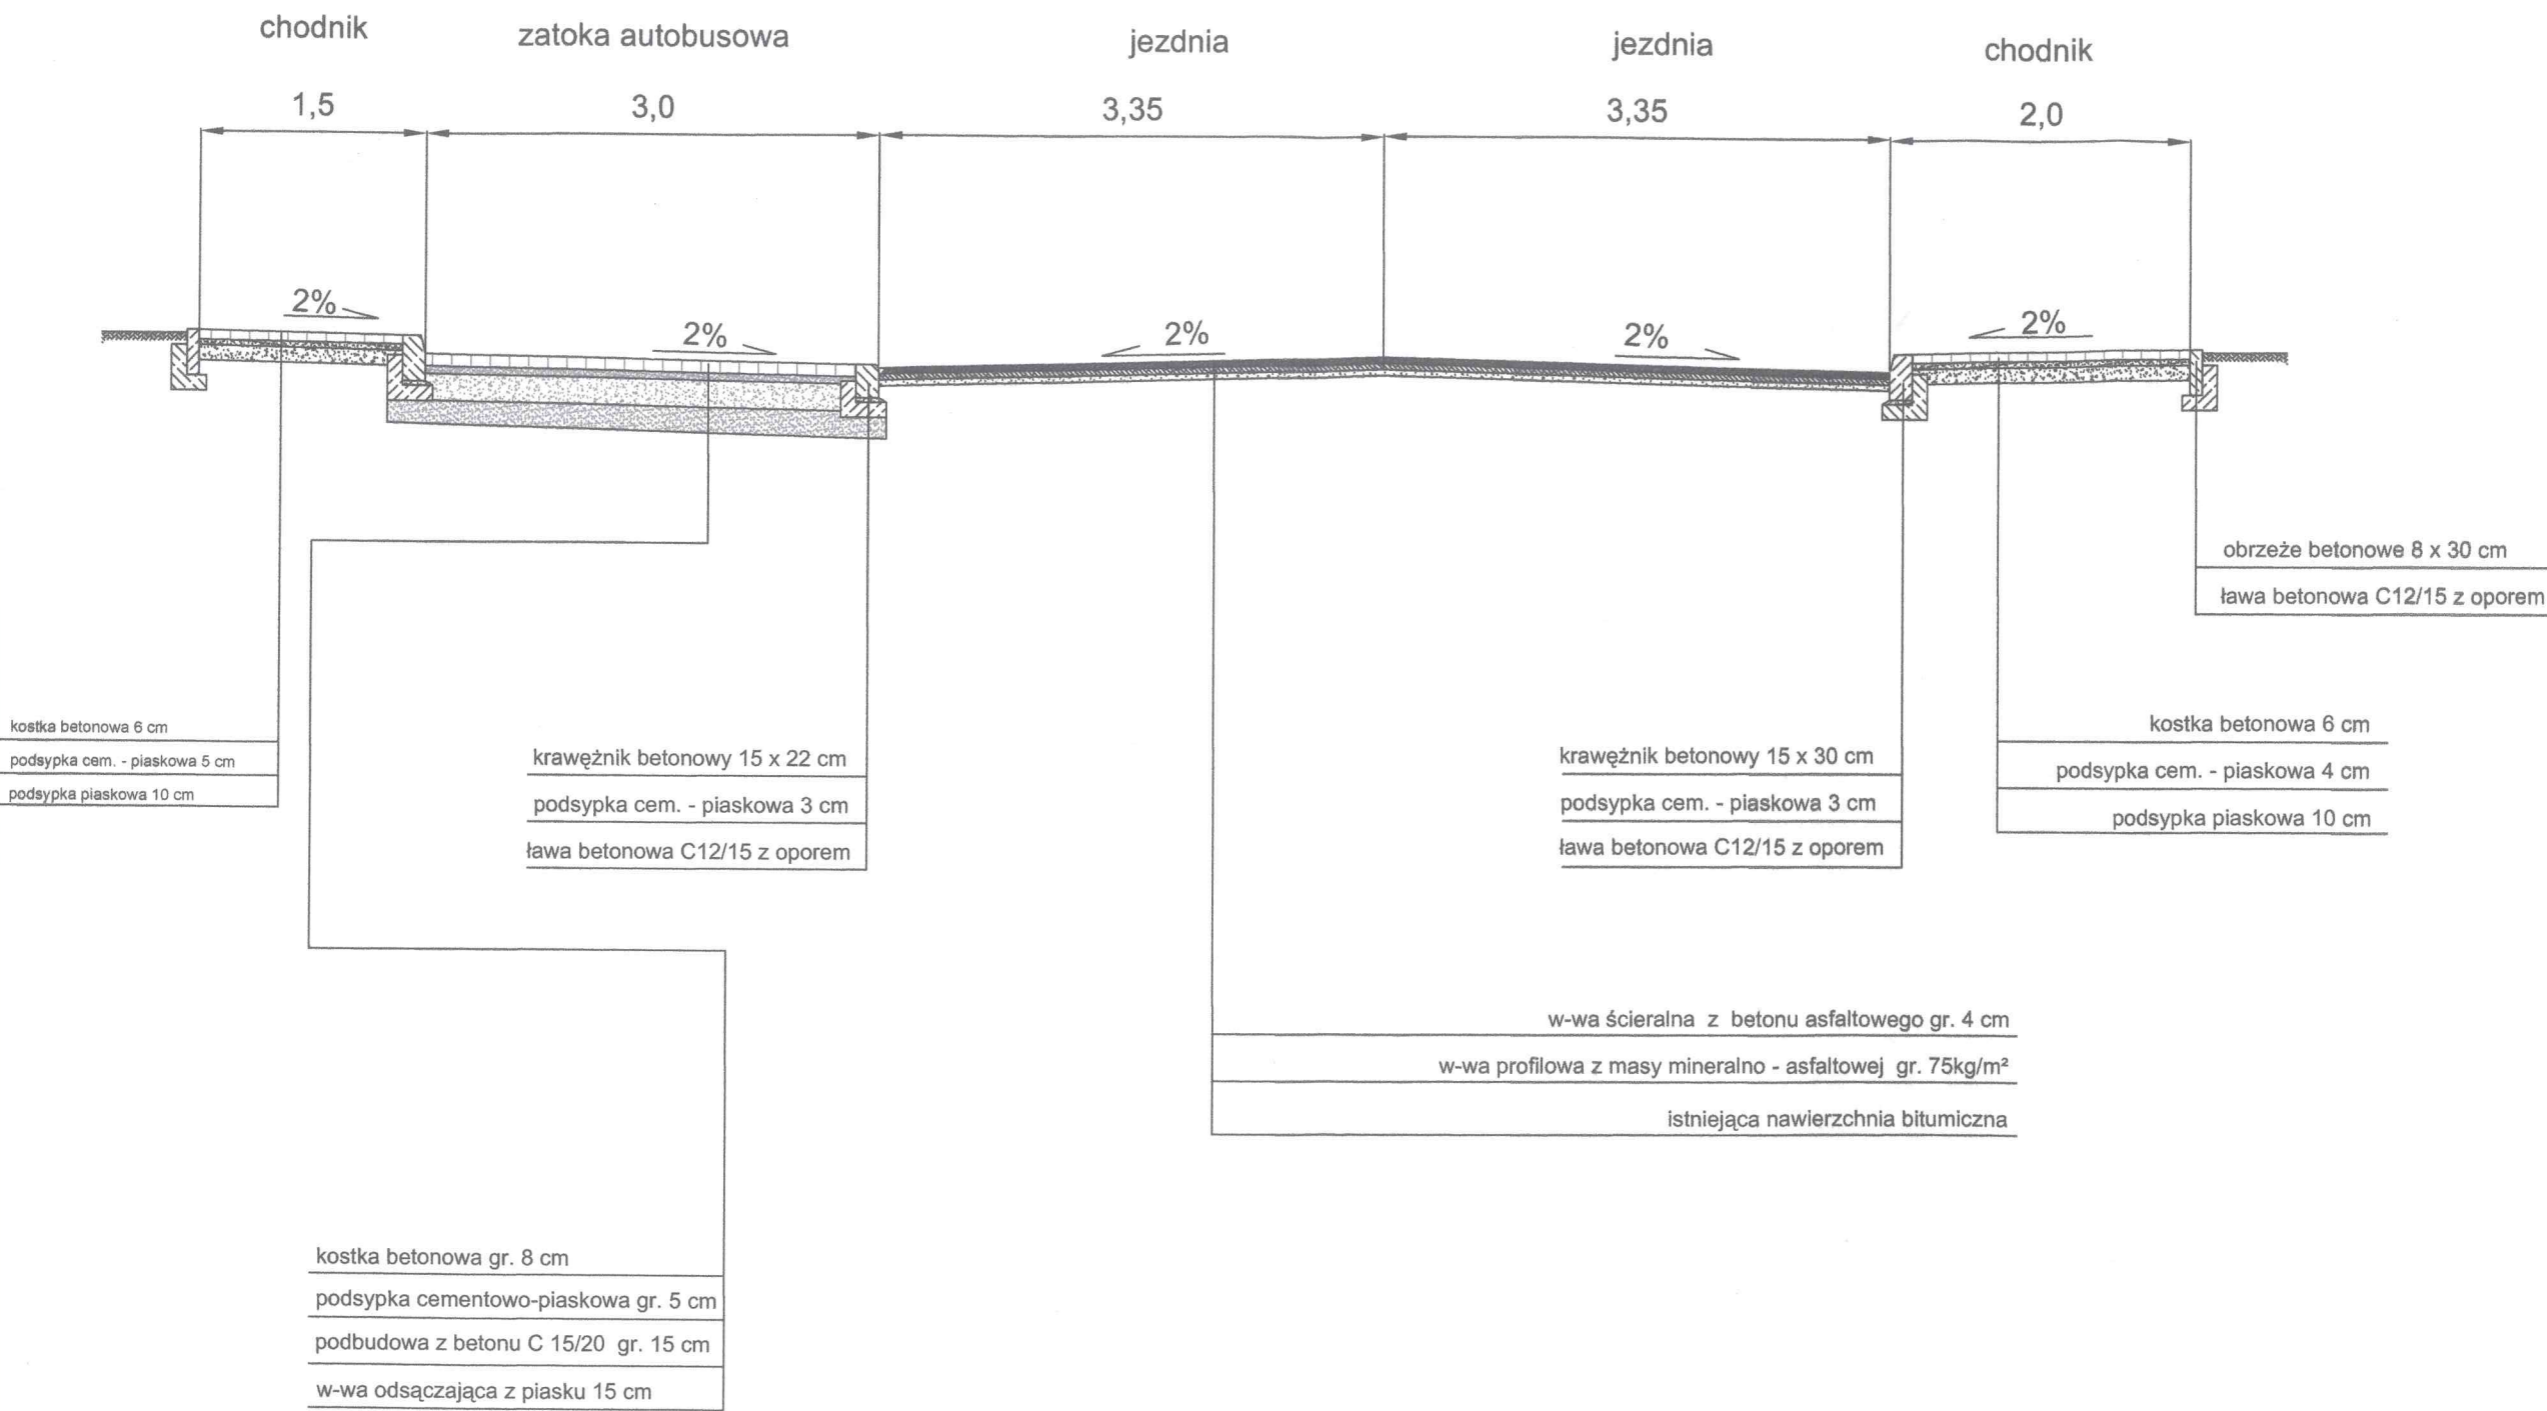 chodnik
zatoka autobusowa
jezdnia
jezdnia
chodnik
1,5
3,0
3,35
3,35
2,0
2%
2%
2%
2%
2%
obrzeże betonowe 8 x 30 cm
ława betonowa C12/15 z oporem
kostka betonowa 6 cm
podsypka cem. - piaskowa 5 cm
podsypka piaskowa 10 cm
krawężnik betonowy 15 x 22 cm
podsypka cem. - piaskowa 3 cm
ława betonowa C12/15 z oporem
krawężnik betonowy 15 x 30 cm
podsypka cem. - piaskowa 3 cm
ława betonowa C12/15 z oporem
kostka betonowa 6 cm
podsypka cem. - piaskowa 4 cm
podsypka piaskowa 10 cm
w-wa ścieralna z betonu asfaltowego gr. 4 cm
w-wa profilowa z masy mineralno - asfaltowej gr. 75kg/m²
istniejąca nawierzchnia bitumiczna
kostka betonowa gr. 8 cm
podsypka cementowo-piaskowa gr. 5 cm
podbudowa z betonu C 15/20 gr. 15 cm
w-wa odsączająca z piasku 15 cm